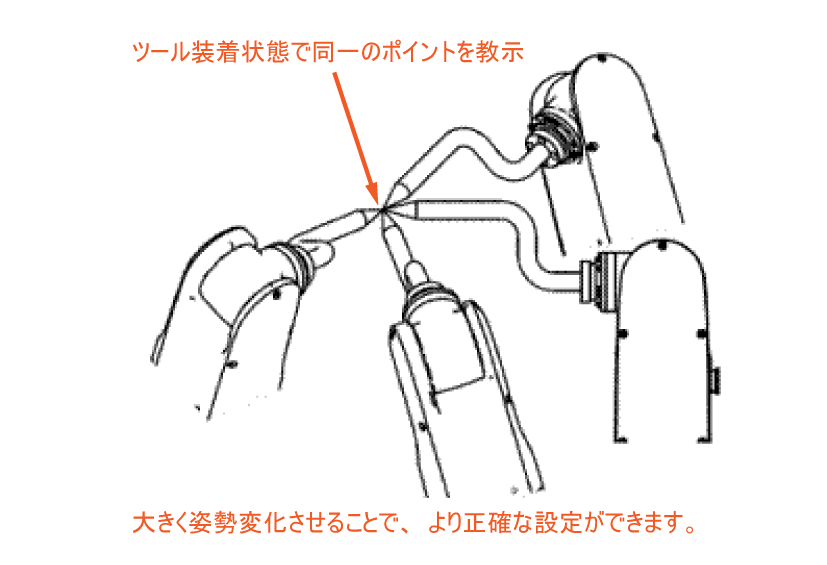 ツール装着状態で同一のポイントを教示
大きく姿勢変化させることで、より正確な設定ができます。